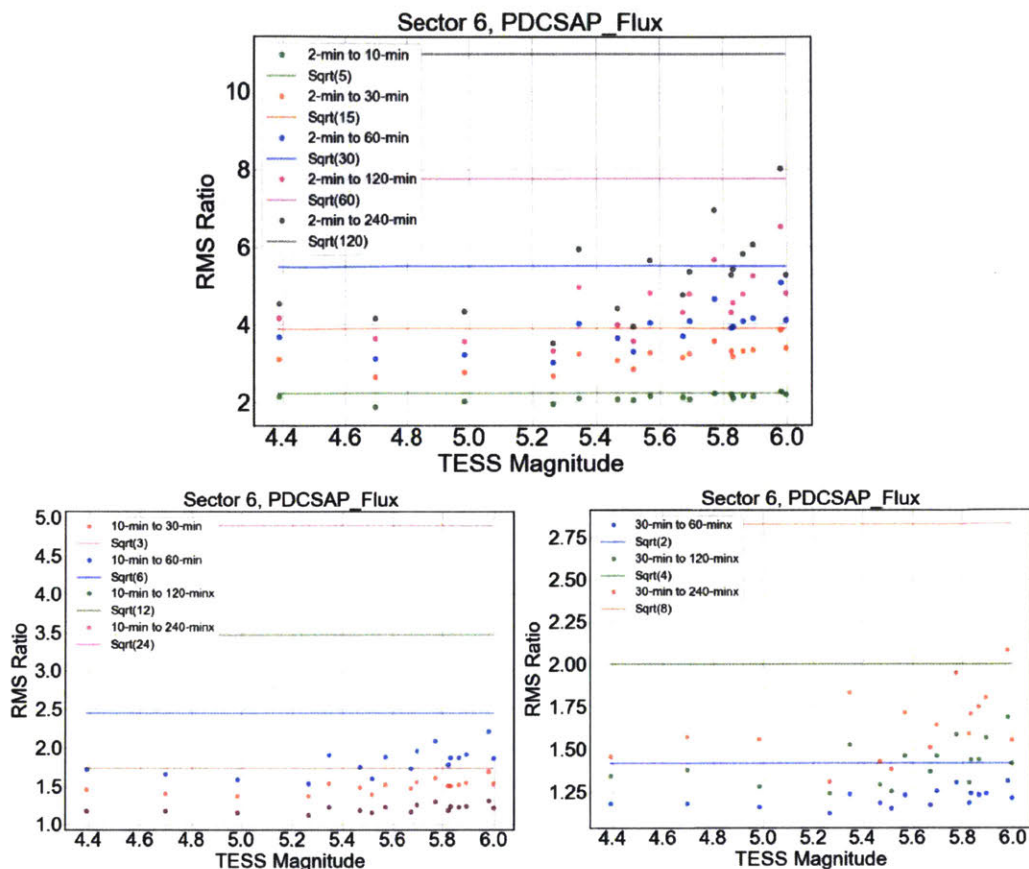 Sector 6, PDCSAP_Flux
2-min to 10-min
Sqrt(5)
2-min to 30-min
Sqrt(15)
2-min to 60-min
Sqrt(30)
2-min to 120-min
Sqrt(60)
2-min to 240-min
Sqrt(120)
10
8
6
4
2
RMS Ratio
4.4 4.6 4.8 5.0 5.2 5.4 5.6 5.8 6.0
TESS Magnitude
Sector 6, PDCSAP_Flux
10-min to 30-min
Sqrt(3)
10-min to 60-min
Sqrt(6)
10-min to 120-minx
Sqrt(12)
10-min to 240-minx
Sqrt(24)
5.0
4.5
4.0
3.5
3.0
2.5
2.0
1.5
1.0
RMS Ratio
4.4 4.6 4.8 5.0 5.2 5.4 5.6 5.8 6.0
TESS Magnitude
Sector 6, PDCSAP_Flux
30-min to 60-minx
Sqrt(2)
30-min to 120-minx
Sqrt(4)
30-min to 240-minx
Sqrt(8)
2.75
2.50
2.25
2.00
1.75
1.50
1.25
RMS Ratio
4.4 4.6 4.8 5.0 5.2 5.4 5.6 5.8 6.0
TESS Magnitude